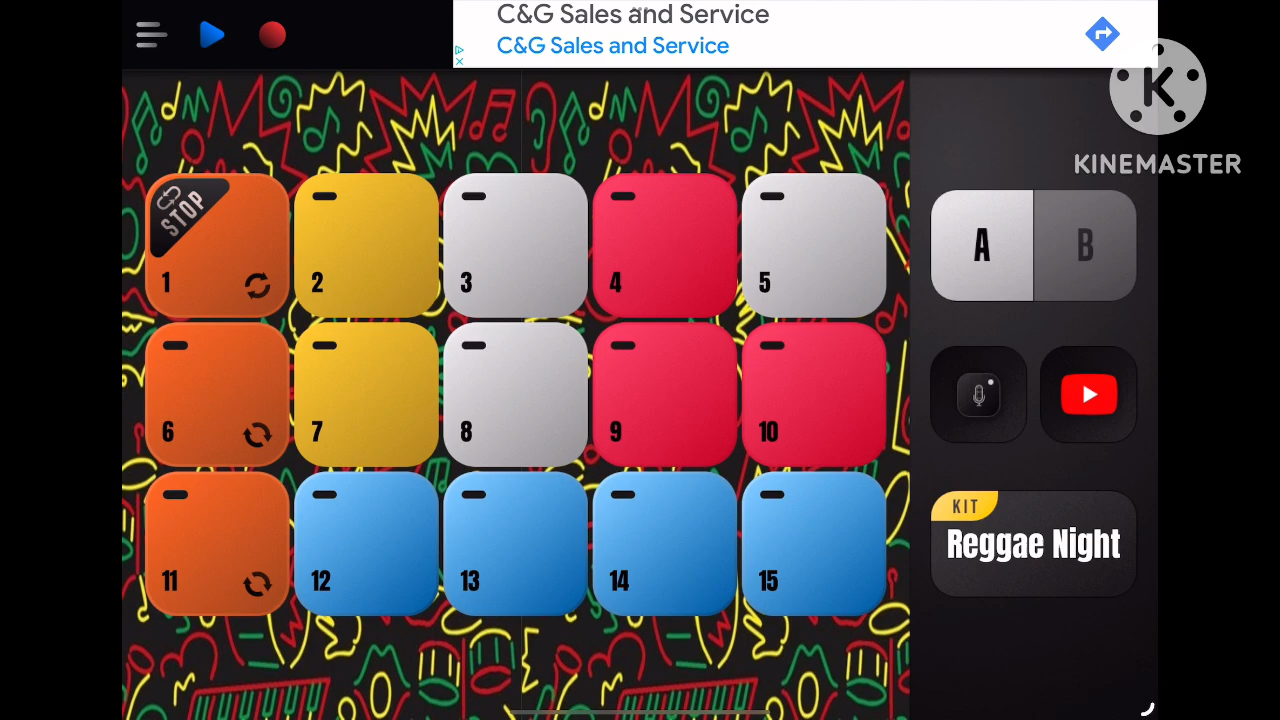 C&G Sales and Service
C&G Sales and Service
K
KINEMASTER
STOP
1
2
3
4
5
A
B
6
7
8
9
10
KIT
Reggae Night
11
12
13
14
15